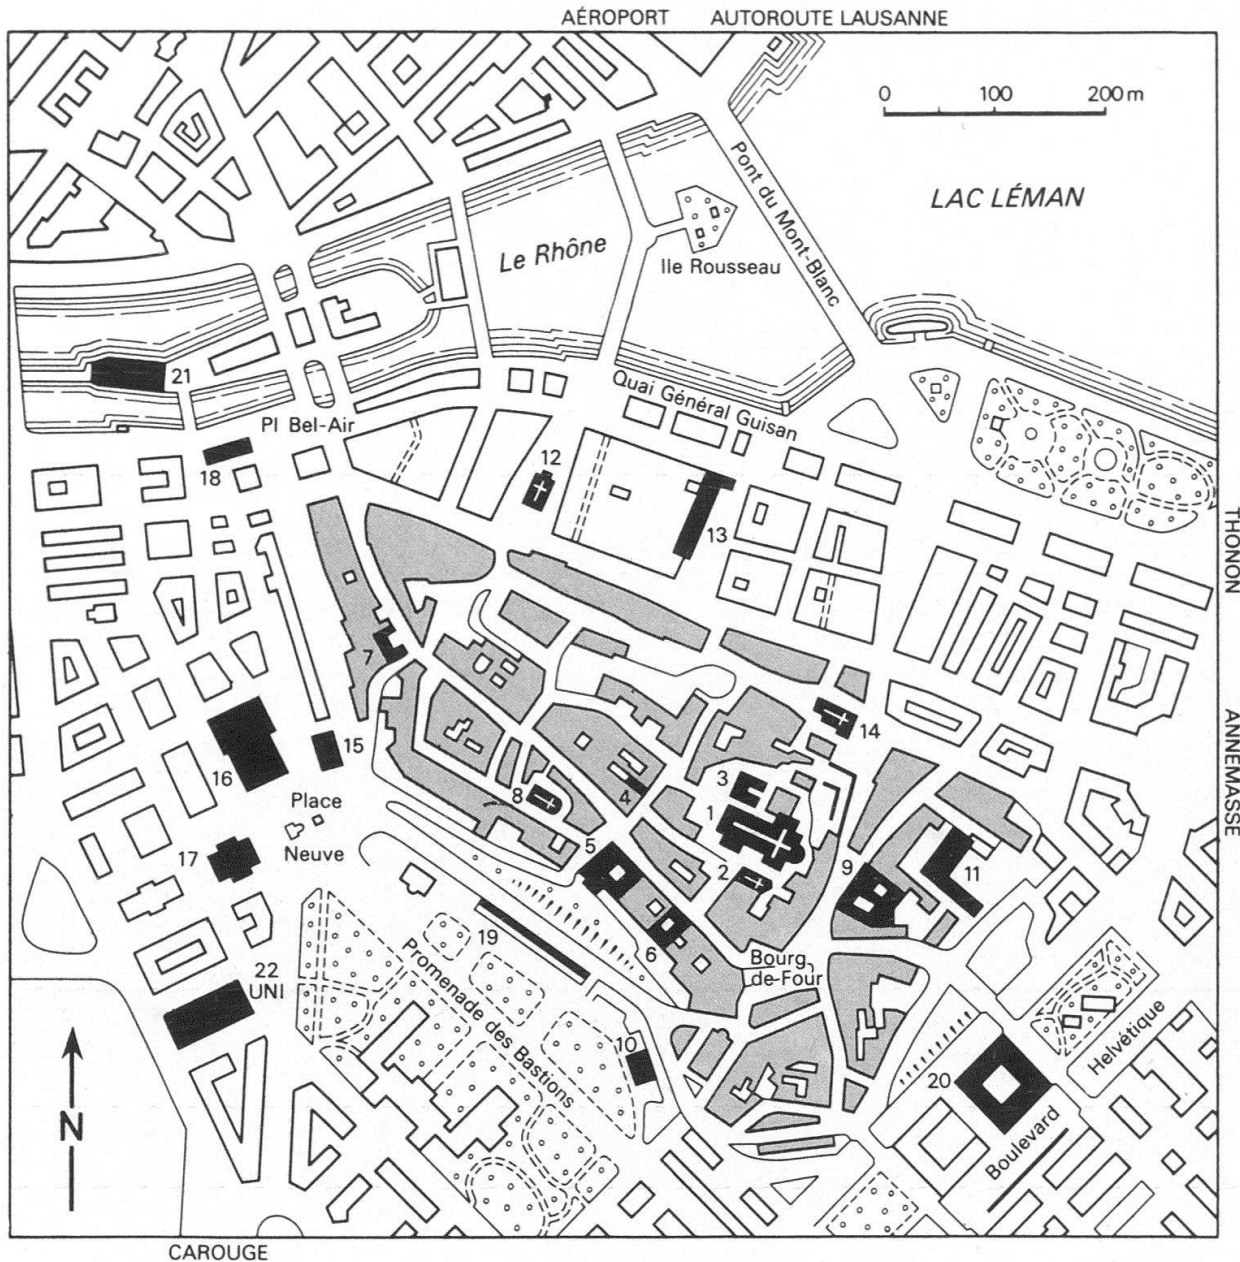 AÉROPORT AUTOROUTE LAUSANNE
0 100 200 m
Pont du Mont-Blanc
LAC LÉMAN
Le Rhône
Ile Rousseau
21
Quai Général Guisan
Pl Bel-Air
18
12
13
THONON
7
14
15
16
3
4
8
1
ANNEMASSE
Place
Neuve
5
2
9
11
17
19
6
Bourg
-de-Four
22
UNI
Promenade des Bastions
10
20
Helvétique
Boulevard
N
CAROUGE